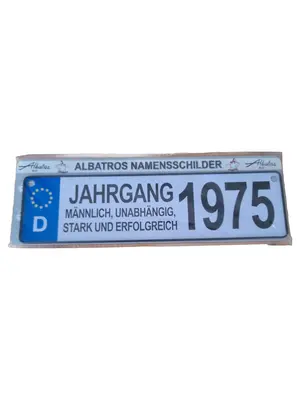 Albatros ALBATROS NAMENSSCHILDER Albatros
JAHRGANG 1975
MÄNNLICH, UNABHÄNGIG,
STARK UND ERFOLGREICH
D